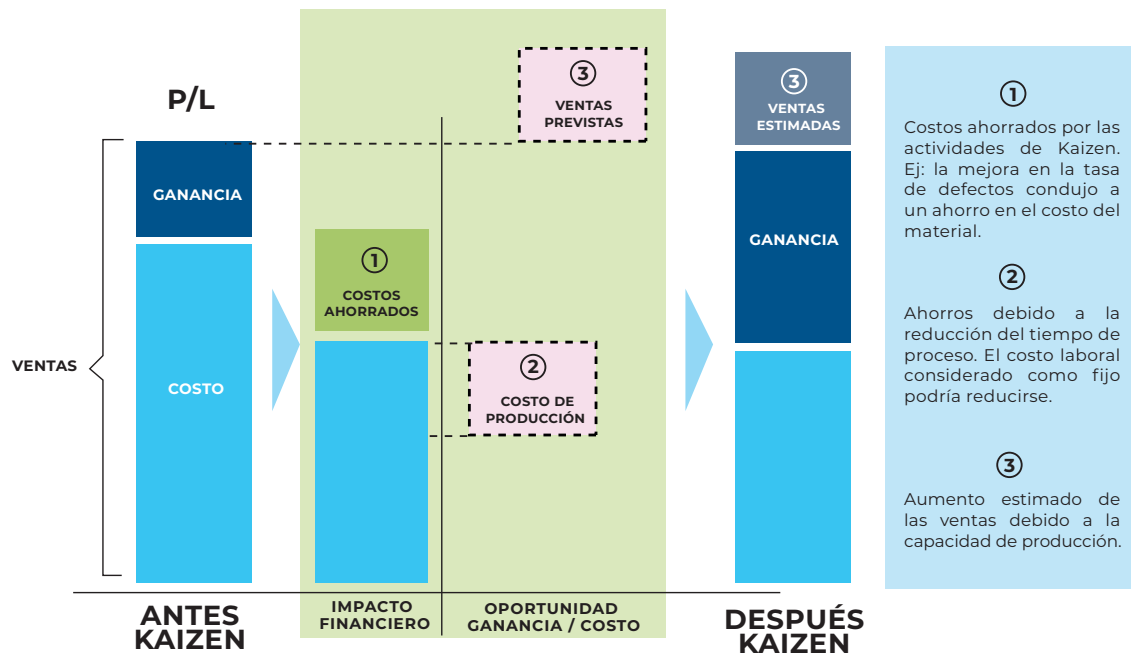 P/L
VENTAS
GANANCIA
COSTO
ANTES
KAIZEN
①
COSTOS
AHORRADOS
IMPACTO
FINANCIERO
③
VENTAS
PREVISTAS
②
COSTO DE
PRODUCCIÓN
OPORTUNIDAD
GANANCIA / COSTO
③
VENTAS
ESTIMADAS
GANANCIA
DESPUÉS
KAIZEN
①
Costos ahorrados por las
actividades de Kaizen.
Ej: la mejora en la tasa
de defectos condujo a
un ahorro en el costo del
material.
②
Ahorros debido a la
reducción del tiempo de
proceso. El costo laboral
considerado como fijo
podría reducirse.
③
Aumento estimado de
las ventas debido a la
capacidad de producción.